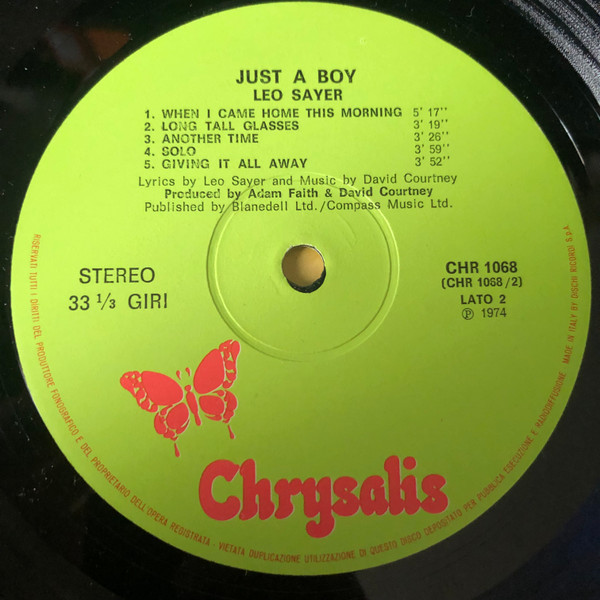 JUST A BOY
LEO SAYER
1. WHEN I CAME HOME THIS MORNING 5' 17''
2. LONG TALL GLASSES 3' 19''
3. ANOTHER TIME 3' 26''
4. SOLO 3' 59''
5. GIVING IT ALL AWAY 3' 52''
Lyrics by Leo Sayer and Music by David Courtney
Produced by Adam Faith & David Courtney
Published by Blanedell Ltd./Compass Music Ltd.
STEREO
33 1/3 GIRI
CHR 1068
(CHR 1068/2)
LATO 2
Ⓟ 1974
Chrysalis
RISERVATI TUTTI I DIRITTI DEL PRODUTTORE FONOGRAFICO E DEL PROPRIETARIO DELL'OPERA REGISTRATA - VIETATA DUPLICAZIONE UTILIZZAZIONE DI QUESTO DISCO DEPOSITATO PER PUBBLICA ESECUZIONE E RADIODIFFUSIONE MADE IN ITALY BY DISCHI RICORDI S.p.A.